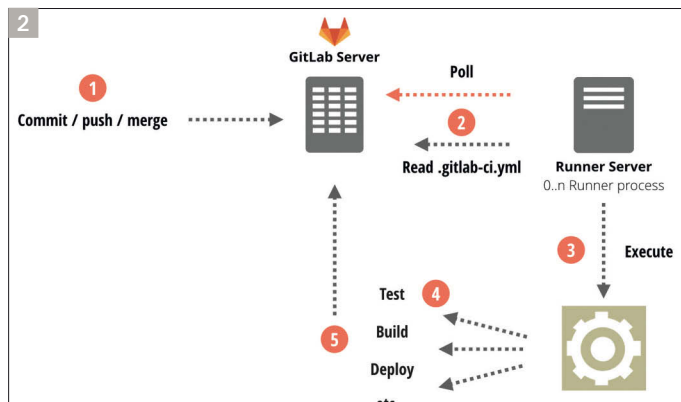 2
GitLab Server
1
Commit / push / merge
Poll
2
Read .gitlab-ci.yml
Runner Server
0..n Runner process
3
Execute
Test
4
Build
5
Deploy